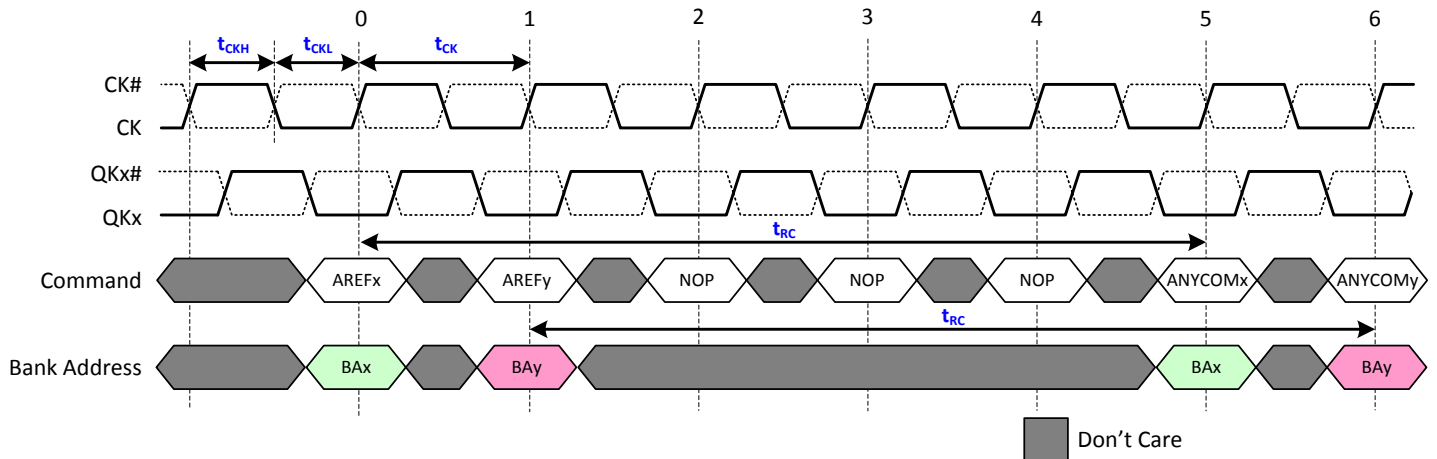 0 1 2 3 4 5 6
tCKH tCKL tCK
CK#
CK
QKx#
QKx
tRC
Command AREFx AREFy NOP NOP NOP ANYCOMx ANYCOMy
tRC
Bank Address BAx BAy BAx BAy
Don't Care